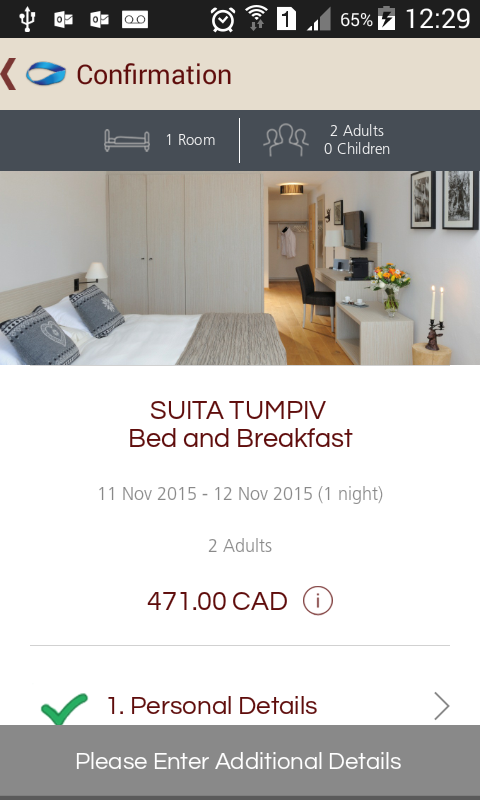 1 65% 12:29
Confirmation
1 Room
2 Adults
0 Children
SUITA TUMPIV
Bed and Breakfast
11 Nov 2015 - 12 Nov 2015 (1 night)
2 Adults
471.00 CAD
1. Personal Details
Please Enter Additional Details